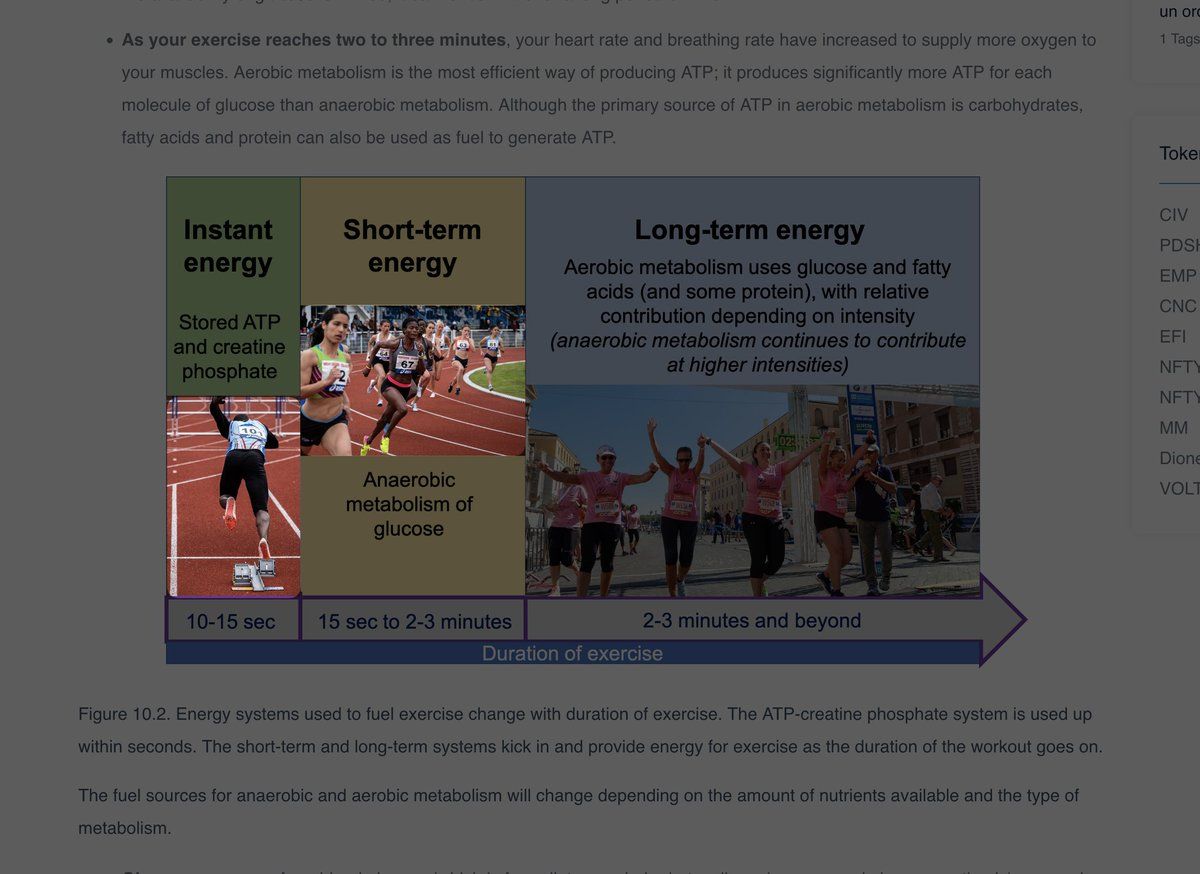 As your exercise reaches two to three minutes, your heart rate and breathing rate have increased to supply more oxygen to
your muscles. Aerobic metabolism is the most efficient way of producing ATP; it produces significantly more ATP for each
molecule of glucose than anaerobic metabolism. Although the primary source of ATP in aerobic metabolism is carbohydrates,
fatty acids and protein can also be used as fuel to generate ATP.
Instant
energy
Stored ATP
and creatine
phosphate
10
Short-term
energy
67
Anaerobic
metabolism of
glucose
Long-term energy
Aerobic metabolism uses glucose and fatty
acids (and some protein), with relative
contribution depending on intensity
(anaerobic metabolism continues to contribute
at higher intensities)
10-15 sec
15 sec to 2-3 minutes
2-3 minutes and beyond
Duration of exercise
Figure 10.2. Energy systems used to fuel exercise change with duration of exercise. The ATP-creatine phosphate system is used up
within seconds. The short-term and long-term systems kick in and provide energy for exercise as the duration of the workout goes on.
The fuel sources for anaerobic and aerobic metabolism will change depending on the amount of nutrients available and the type of
metabolism.
un orc
1 Tags
Toke
CIV
PDSH
EMP
CNC
EFI
NFTY
NFTY
MM
Dione
VOLT